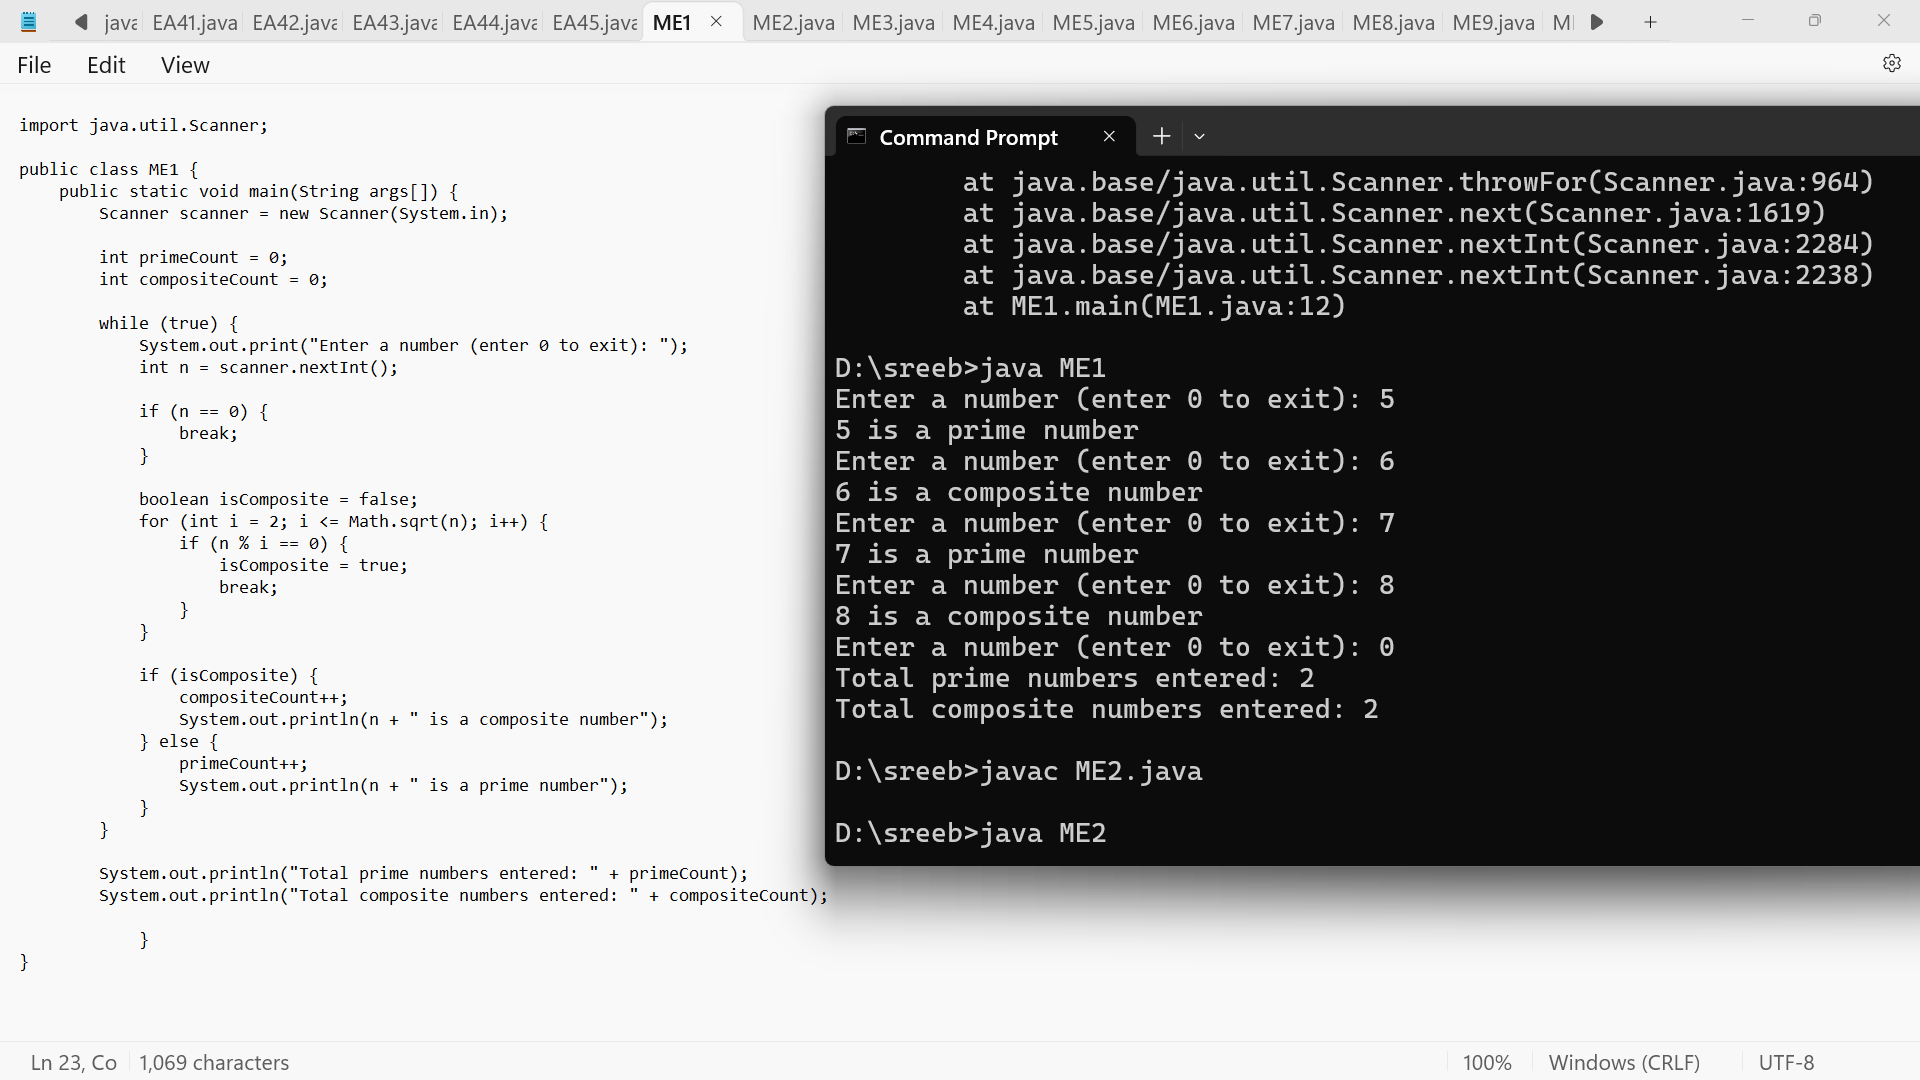 java EA41.java EA42.java EA43.java EA44.java EA45.java ME1 ME2.java ME3.java ME4.java ME5.java ME6.java ME7.java ME8.java ME9.java
File Edit View
import java.util.Scanner;
public class ME1 {
public static void main(String args[]) {
Scanner scanner = new Scanner(System.in);
int primeCount = 0;
int compositeCount = 0;
while (true) {
System.out.print("Enter a number (enter 0 to exit): ");
int n = scanner.nextInt();
if (n == 0) {
break;
}
boolean isComposite = false;
for (int i = 2; i <= Math.sqrt(n); i++) {
if (n % i == 0) {
isComposite = true;
break;
}
}
if (isComposite) {
compositeCount++;
System.out.println(n + " is a composite number");
} else {
primeCount++;
System.out.println(n + " is a prime number");
}
}
System.out.println("Total prime numbers entered: " + primeCount);
System.out.println("Total composite numbers entered: " + compositeCount);
}
}
Command Prompt
at java.base/java.util.Scanner.throwFor(Scanner.java:964)
at java.base/java.util.Scanner.next(Scanner.java:1619)
at java.base/java.util.Scanner.nextInt(Scanner.java:2284)
at java.base/java.util.Scanner.nextInt(Scanner.java:2238)
at ME1.main(ME1.java:12)
D:\sreeb>java ME1
Enter a number (enter 0 to exit): 5
5 is a prime number
Enter a number (enter 0 to exit): 6
6 is a composite number
Enter a number (enter 0 to exit): 7
7 is a prime number
Enter a number (enter 0 to exit): 8
8 is a composite number
Enter a number (enter 0 to exit): 0
Total prime numbers entered: 2
Total composite numbers entered: 2
D:\sreeb>javac ME2.java
D:\sreeb>java ME2
Ln 23, Co 1,069 characters 100% Windows (CRLF) UTF-8